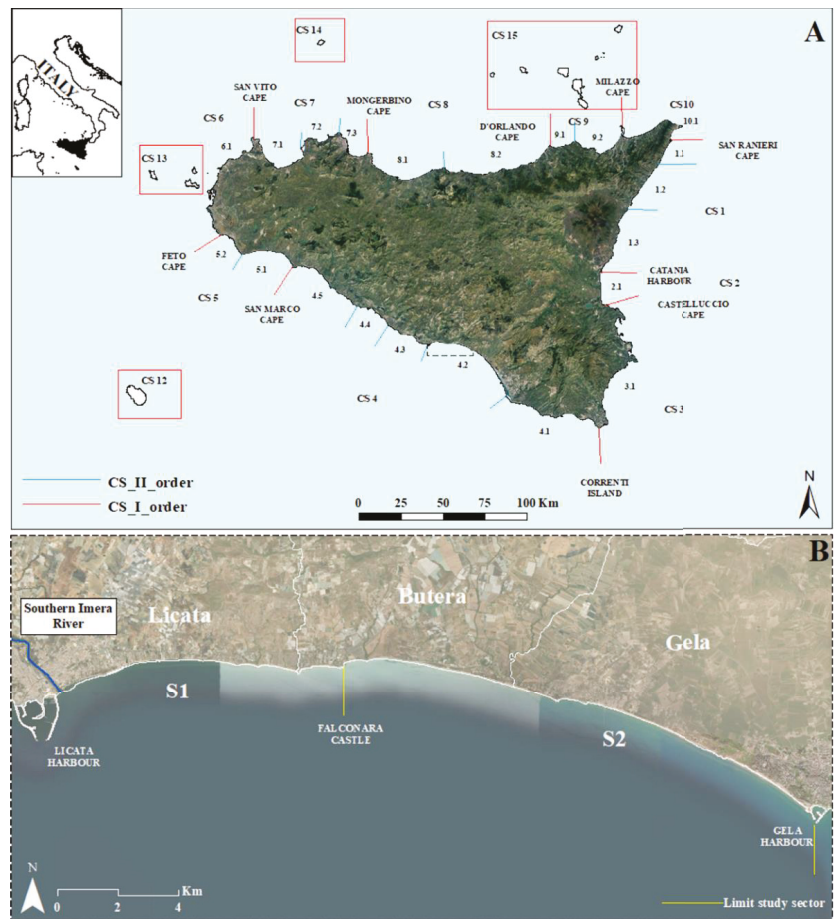 CS 14
CS 15
A
ITALY
SAN VITO
CAPE
CS 7
MONGERBINO
CAPE
CS 8
MILAZZO
CAPE
D'ORLANDO
CAPE
CS 9
CS10
CS 6
7.2
7.3
9.1
9.2
10.1
6.1
7.1
8.1
8.2
SAN RANIERI
CAPE
1.1
CS 13
1.2
CS 1
1.3
FETO
CAPE
5.2
5.1
CS 5
SAN MARCO
CAPE
4.5
CATANIA
HARBOUR
CS 2
2.1
CASTELLUCCIO
CAPE
4.4
4.3
4.2
CS 12
CS 4
3.1
CS 3
4.1
CORRENTI
ISLAND
CS_II_order
CS_I_order
0 25 50 75 100 Km
N
B
Southern Imera
River
Licata
Butera
Gela
S1
S2
FALCONARA
CASTLE
LICATA
HARBOUR
GELA
HARBOUR
N
Km
0 2 4
Limit study sector